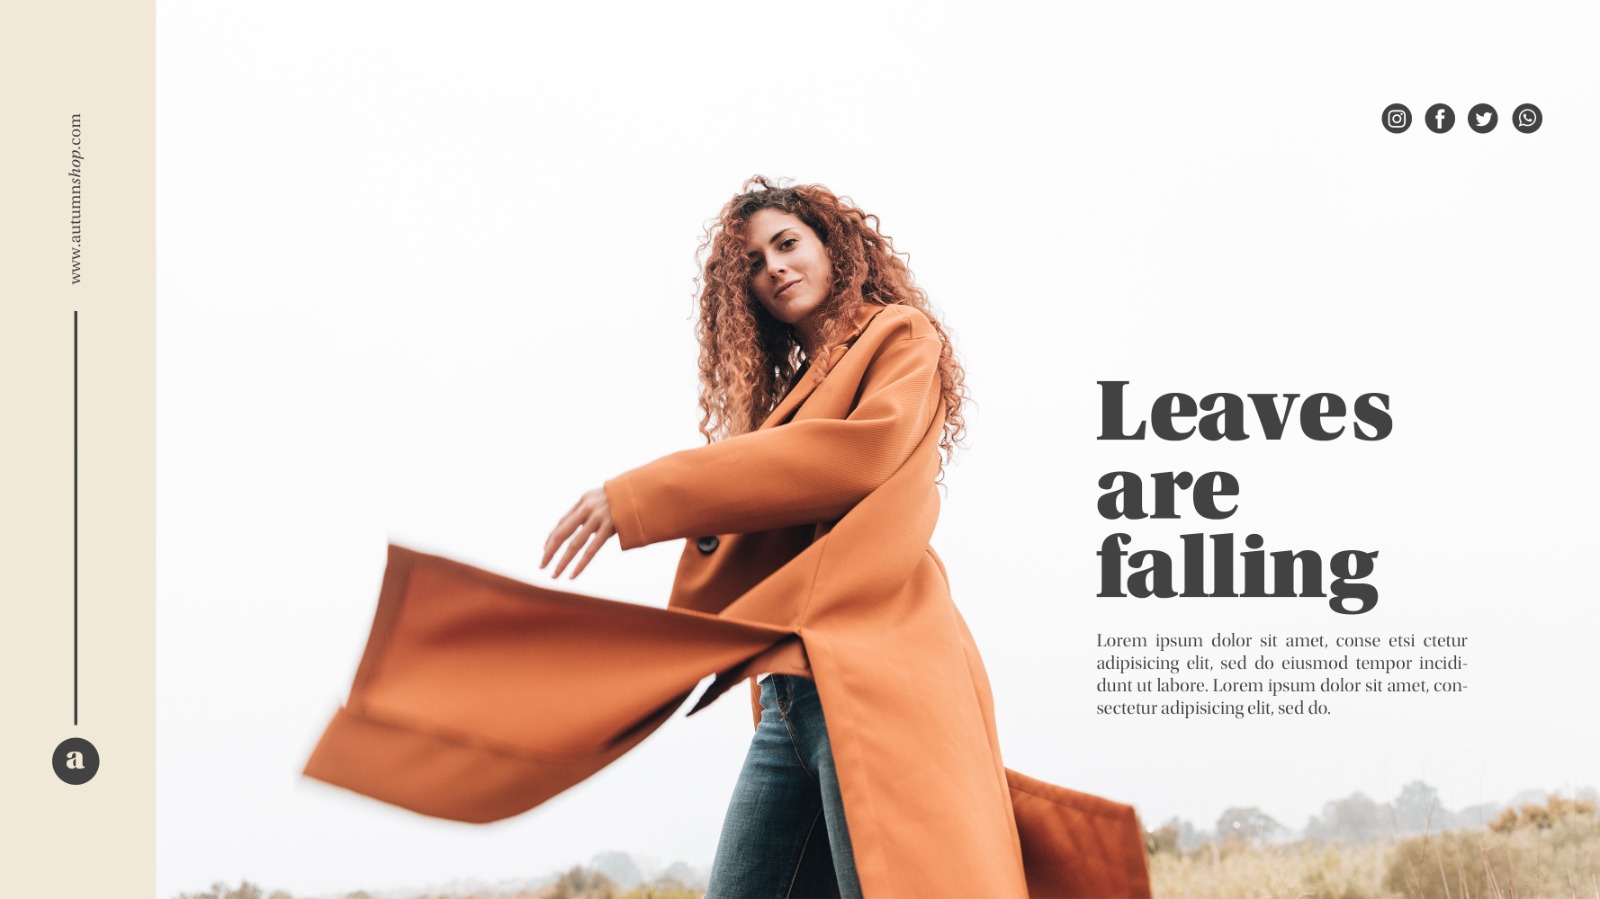 www.autumnshop.com
a
Leaves
are
falling
Lorem ipsum dolor sit amet, conse etsi ctetur
adipisicing elit, sed do eiusmod tempor incidi-
dunt ut labore. Lorem ipsum dolor sit amet, con-
sectetur adipisicing elit, sed do.